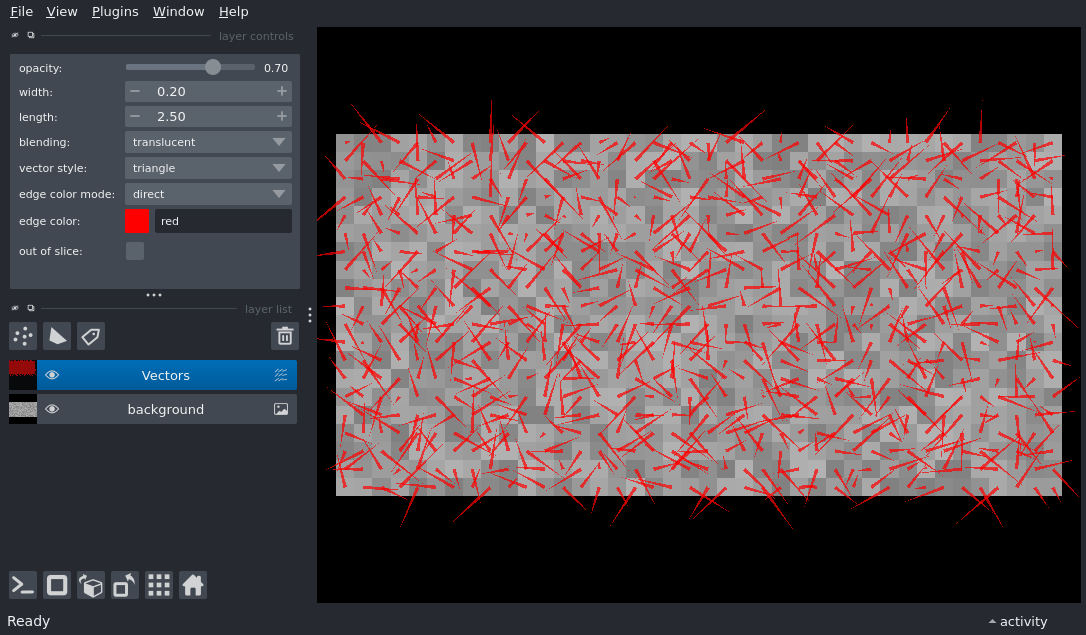 File View Plugins Window Help
layer controls
opacity: 0.70
width: − 0.20 +
length: − 2.50 +
blending: translucent
vector style: triangle
edge color mode: direct
edge color: red
out of slice:
layer list
Vectors
background
Ready
activity